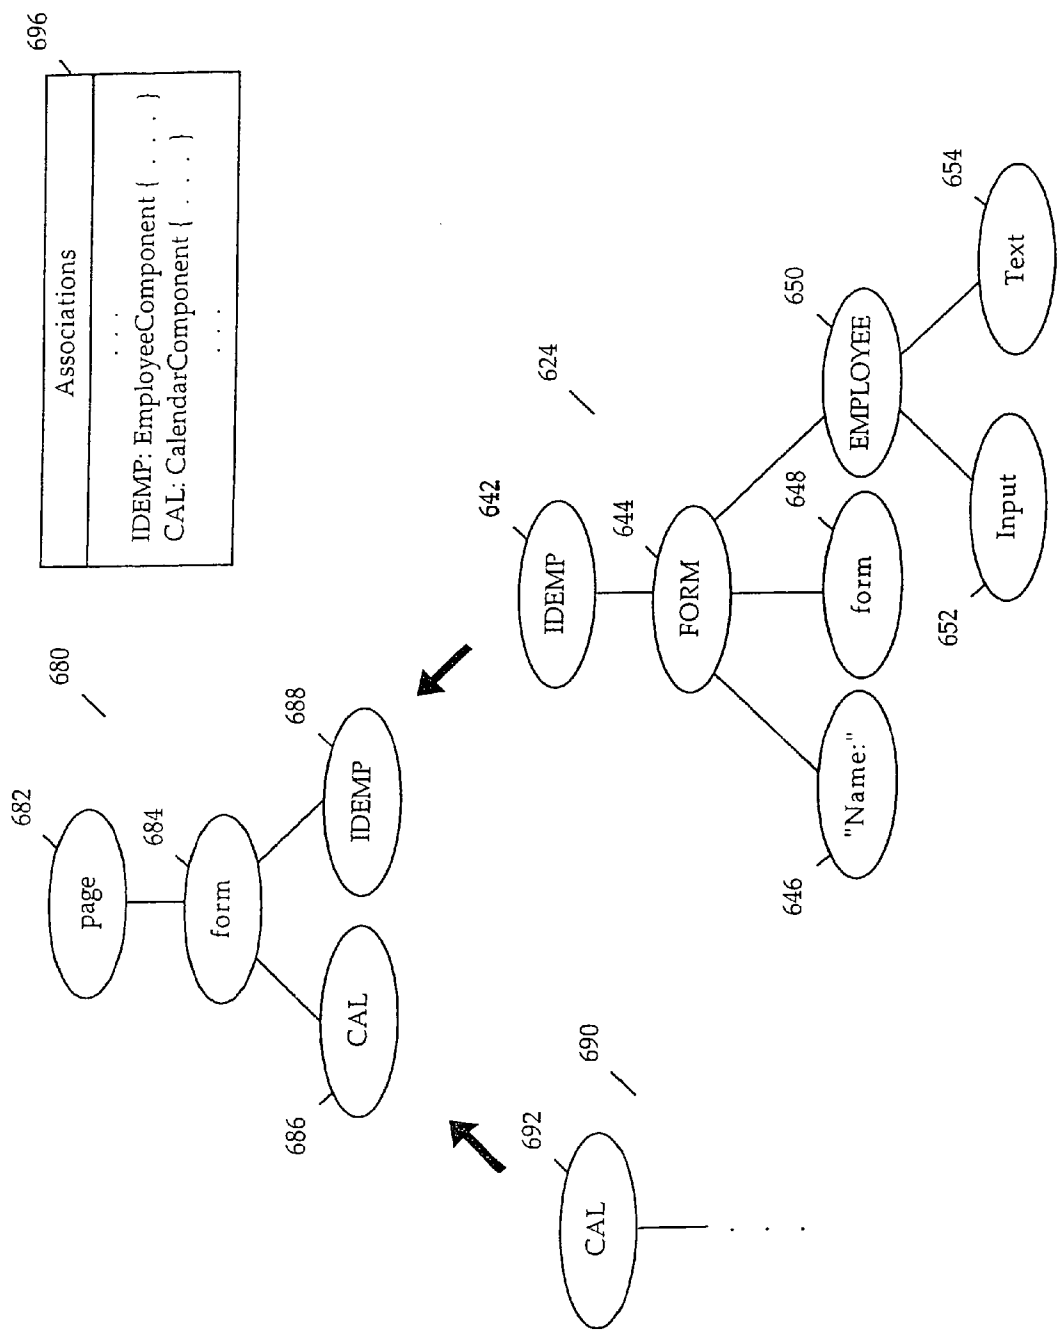 696
Associations
. . .
IDEMP: EmployeeComponent { . . . }
CAL: CalendarComponent { . . . }
. . .
680
682
page
684
form
686
CAL
688
IDEMP
690
692
CAL
. . .
624
642
IDEMP
644
FORM
646
"Name:"
648
form
650
EMPLOYEE
652
Input
654
Text